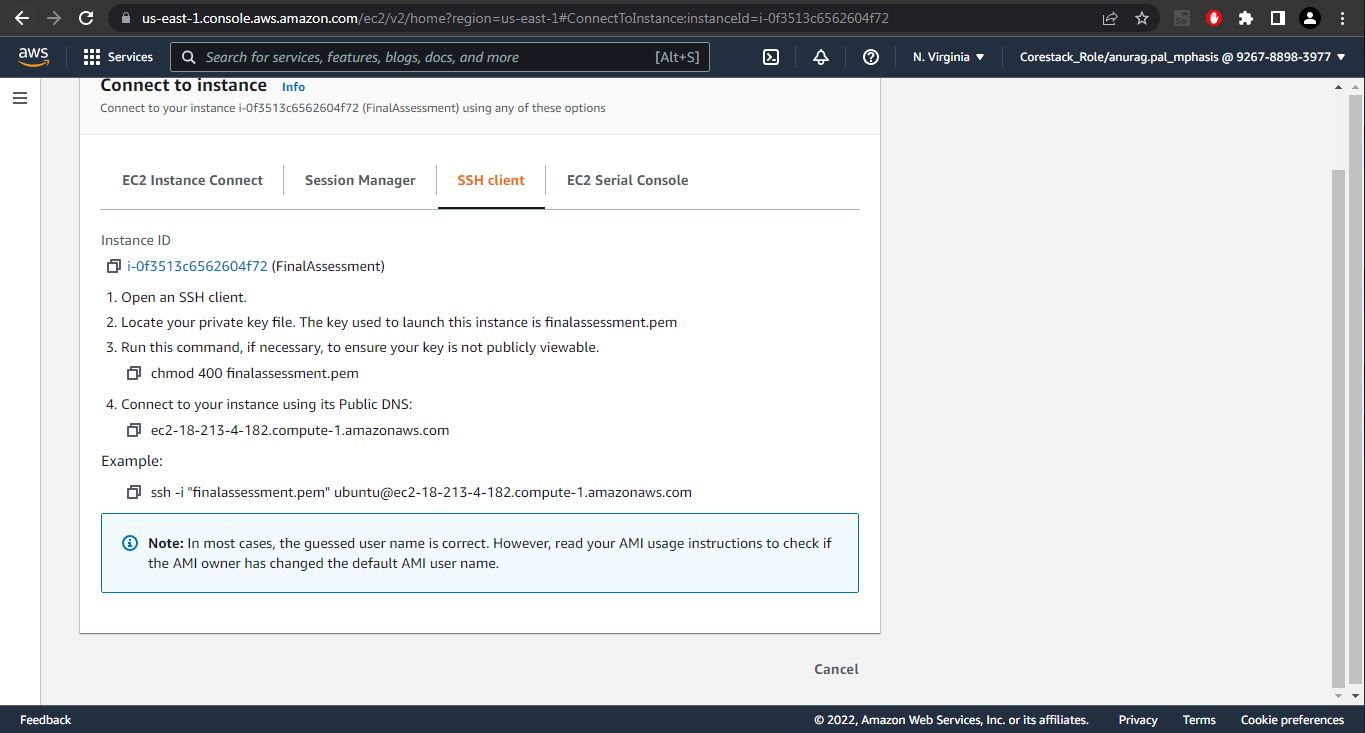 us-east-1.console.aws.amazon.com/ec2/v2/home?region=us-east-1#ConnectToInstance:instanceId=i-0f3513c6562604f72
aws
Services
Search for services, features, blogs, docs, and more
[Alt+S]
N. Virginia
Corestack_Role/anurag.pal_mphasis @ 9267-8898-3977
Connect to instance Info
Connect to your instance i-0f3513c6562604f72 (FinalAssessment) using any of these options
EC2 Instance Connect
Session Manager
SSH client
EC2 Serial Console
Instance ID
i-0f3513c6562604f72 (FinalAssessment)
1. Open an SSH client.
2. Locate your private key file. The key used to launch this instance is finalassessment.pem
3. Run this command, if necessary, to ensure your key is not publicly viewable.
chmod 400 finalassessment.pem
4. Connect to your instance using its Public DNS:
ec2-18-213-4-182.compute-1.amazonaws.com
Example:
ssh -i "finalassessment.pem" ubuntu@ec2-18-213-4-182.compute-1.amazonaws.com
Note: In most cases, the guessed user name is correct. However, read your AMI usage instructions to check if
the AMI owner has changed the default AMI user name.
Cancel
Feedback
© 2022, Amazon Web Services, Inc. or its affiliates.
Privacy
Terms
Cookie preferences